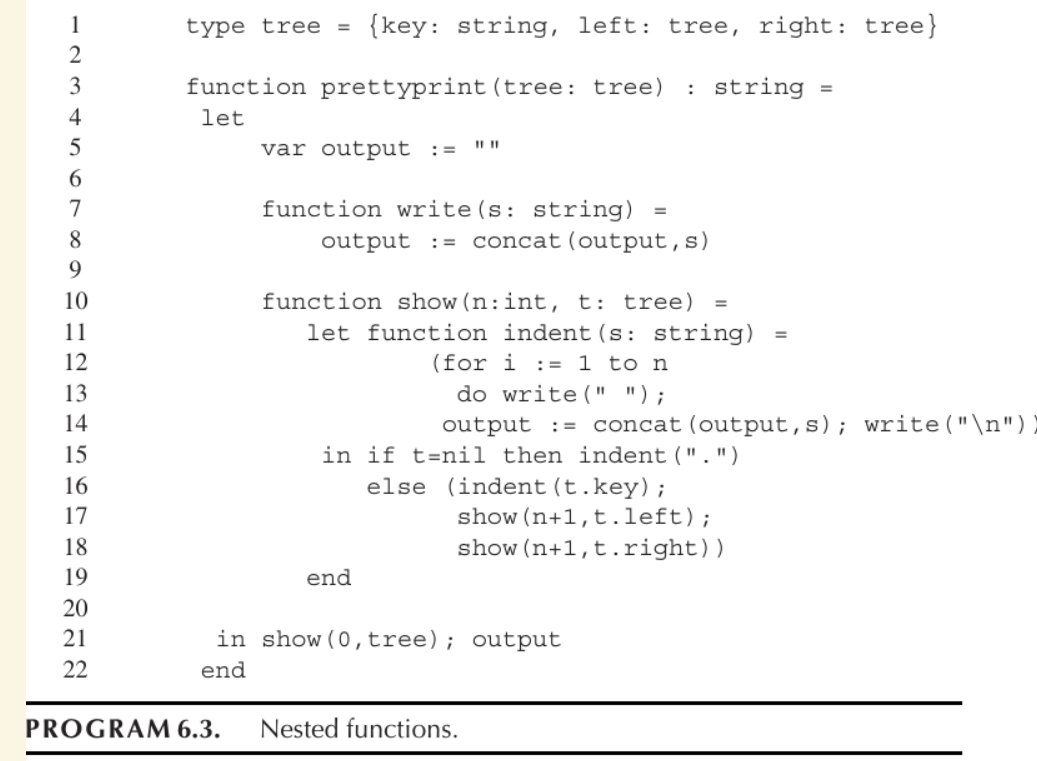 1 type tree = {key: string, left: tree, right: tree}
2
3 function prettyprint(tree: tree) : string =
4 let
5 var output := ""
6
7 function write(s: string) =
8 output := concat(output,s)
9
10 function show(n:int, t: tree) =
11 let function indent(s: string) =
12 (for i := 1 to n
13 do write(" ");
14 output := concat(output,s); write("\n"))
15 in if t=nil then indent(".")
16 else (indent(t.key);
17 show(n+1,t.left);
18 show(n+1,t.right))
19 end
20
21 in show(0,tree); output
22 end
PROGRAM 6.3. Nested functions.